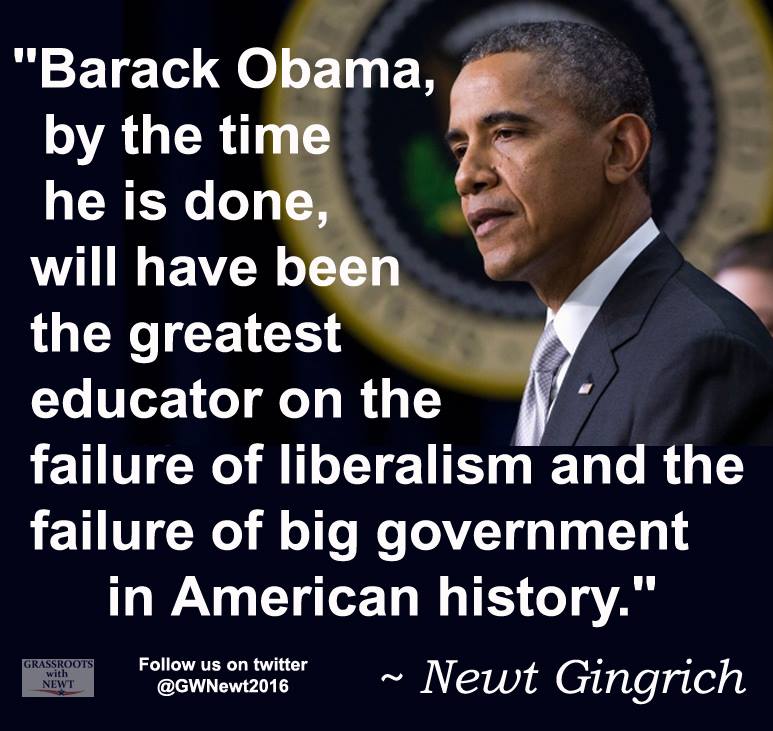 "Barack Obama,
by the time
he is done,
will have been
the greatest
educator on the
failure of liberalism and the
failure of big government
in American history."
GRASSROOTS
with
NEWT
Follow us on twitter
@GWNewt2016
~ Newt Gingrich